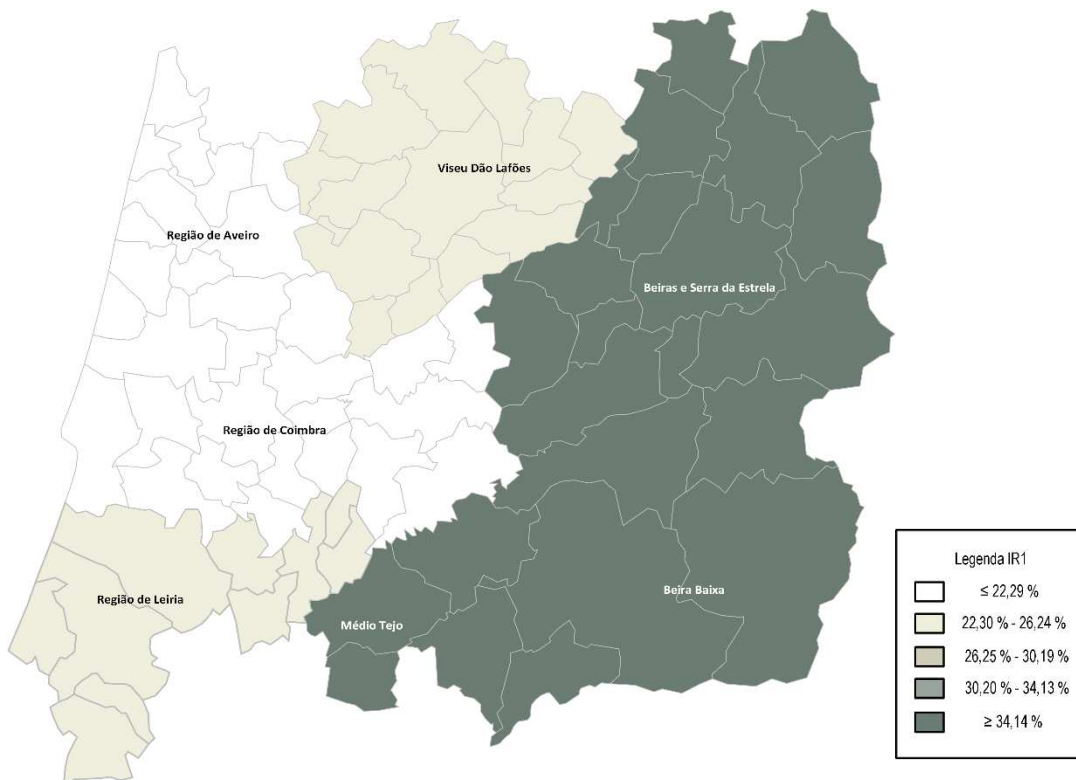 Viseu Dão Lafões
Região de Aveiro
Beiras e Serra da Estrela
Região de Coimbra
Região de Leiria
Médio Tejo
Beira Baixa
Legenda IR1
≤ 22,29 %
22,30 % - 26,24 %
26,25 % - 30,19 %
30,20 % - 34,13 %
≥ 34,14 %